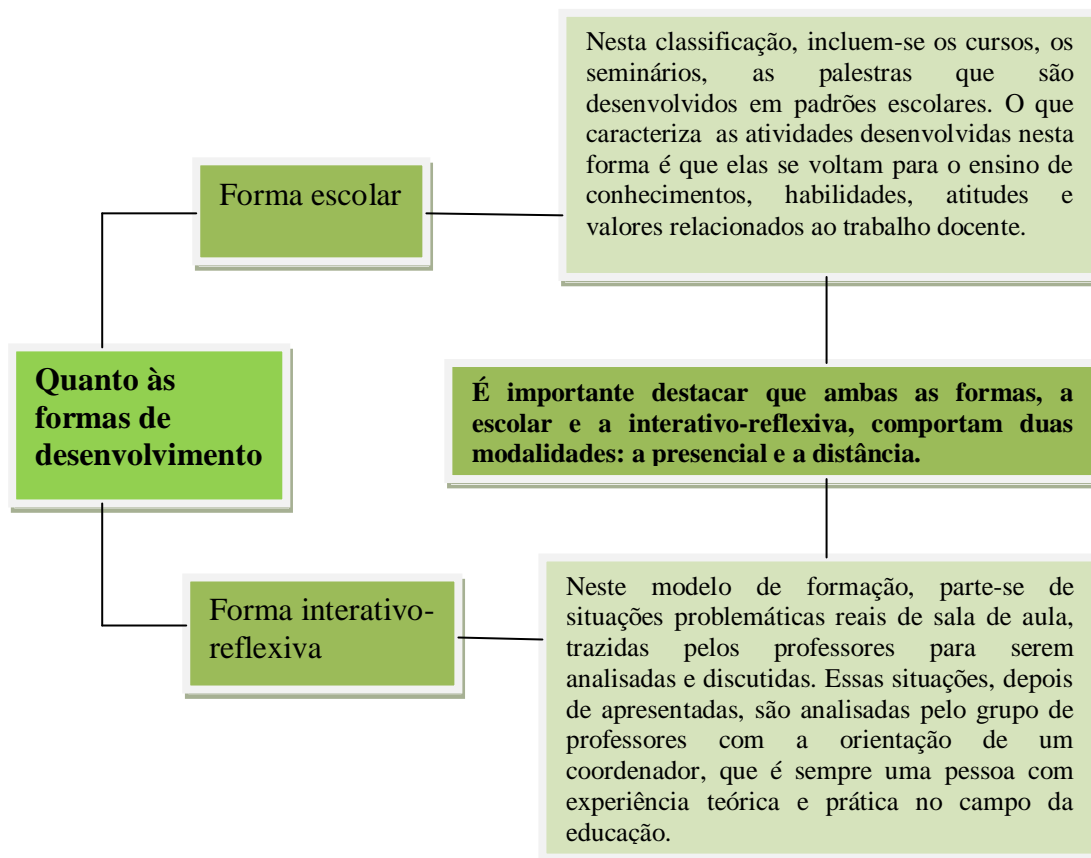 Nesta classificação, incluem-se os cursos, os
seminários, as palestras que são
desenvolvidos em padrões escolares. O que
caracteriza as atividades desenvolvidas nesta
forma é que elas se voltam para o ensino de
conhecimentos, habilidades, atitudes e
valores relacionados ao trabalho docente.
Forma escolar
Quanto às
formas de
desenvolvimento
É importante destacar que ambas as formas, a
escolar e a interativo-reflexiva, comportam duas
modalidades: a presencial e a distância.
Forma interativo-
reflexiva
Neste modelo de formação, parte-se de
situações problemáticas reais de sala de aula,
trazidas pelos professores para serem
analisadas e discutidas. Essas situações, depois
de apresentadas, são analisadas pelo grupo de
professores com a orientação de um
coordenador, que é sempre uma pessoa com
experiência teórica e prática no campo da
educação.